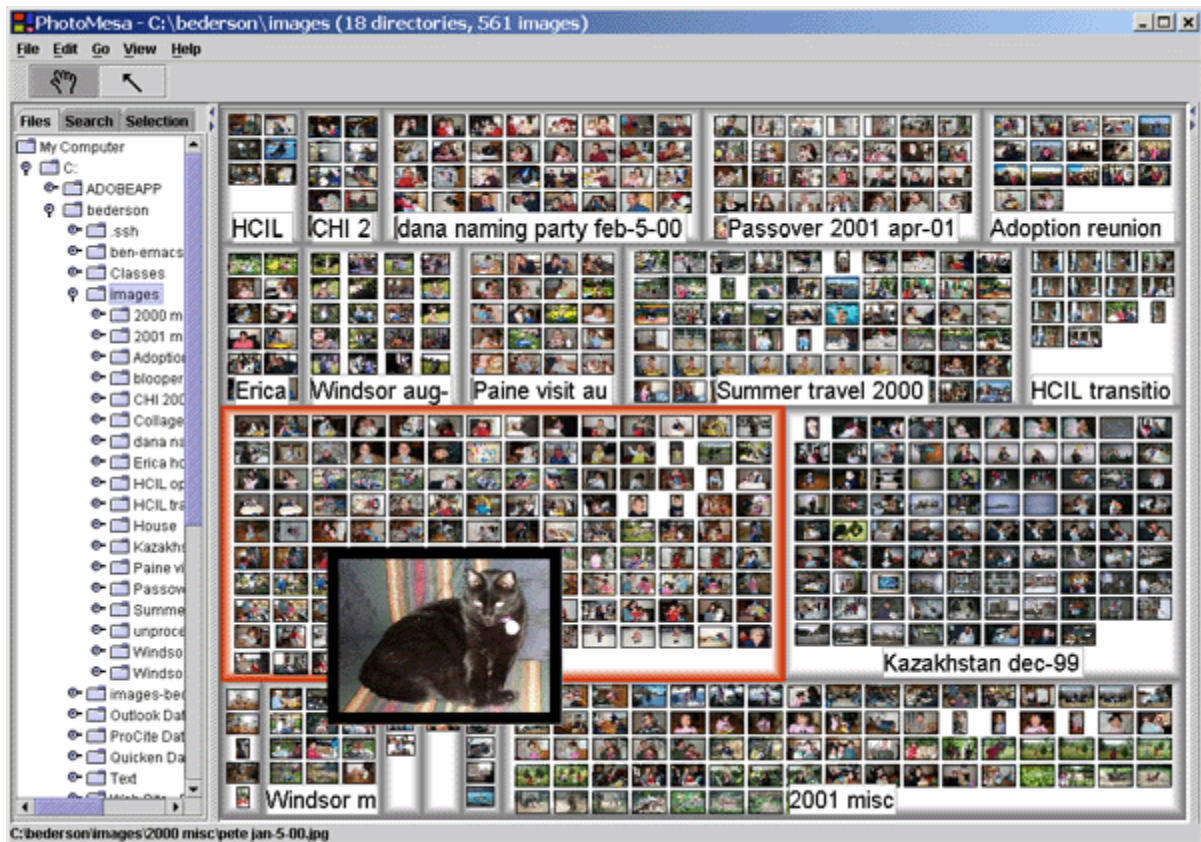 PhotoMesa - C:\bederson\images (18 directories, 561 images)
File Edit Go View Help
Files Search Selection
My Computer
C:
ADOBEAPP
bederson
.ssh
ben-emacs
Classes
images
2000 m
2001 m
Adoption
blooper
CHI 200
Collage
dana na
Erica ho
HCIL op
HCIL tra
House
Kazakhs
Paine vi
Passov
Summe
unproce
Windso
Windso
images-bed
Outlook Dat
ProCite Dat
Quicken Da
Text
HCIL CHI 2 dana naming party feb-5-00 Passover 2001 apr-01 Adoption reunion
Erica Windsor aug- Paine visit au Summer travel 2000 HCIL transitio
Kazakhstan dec-99
Windsor m 2001 misc
C:\bederson\images\2000 misc\pete jan-5-00.jpg